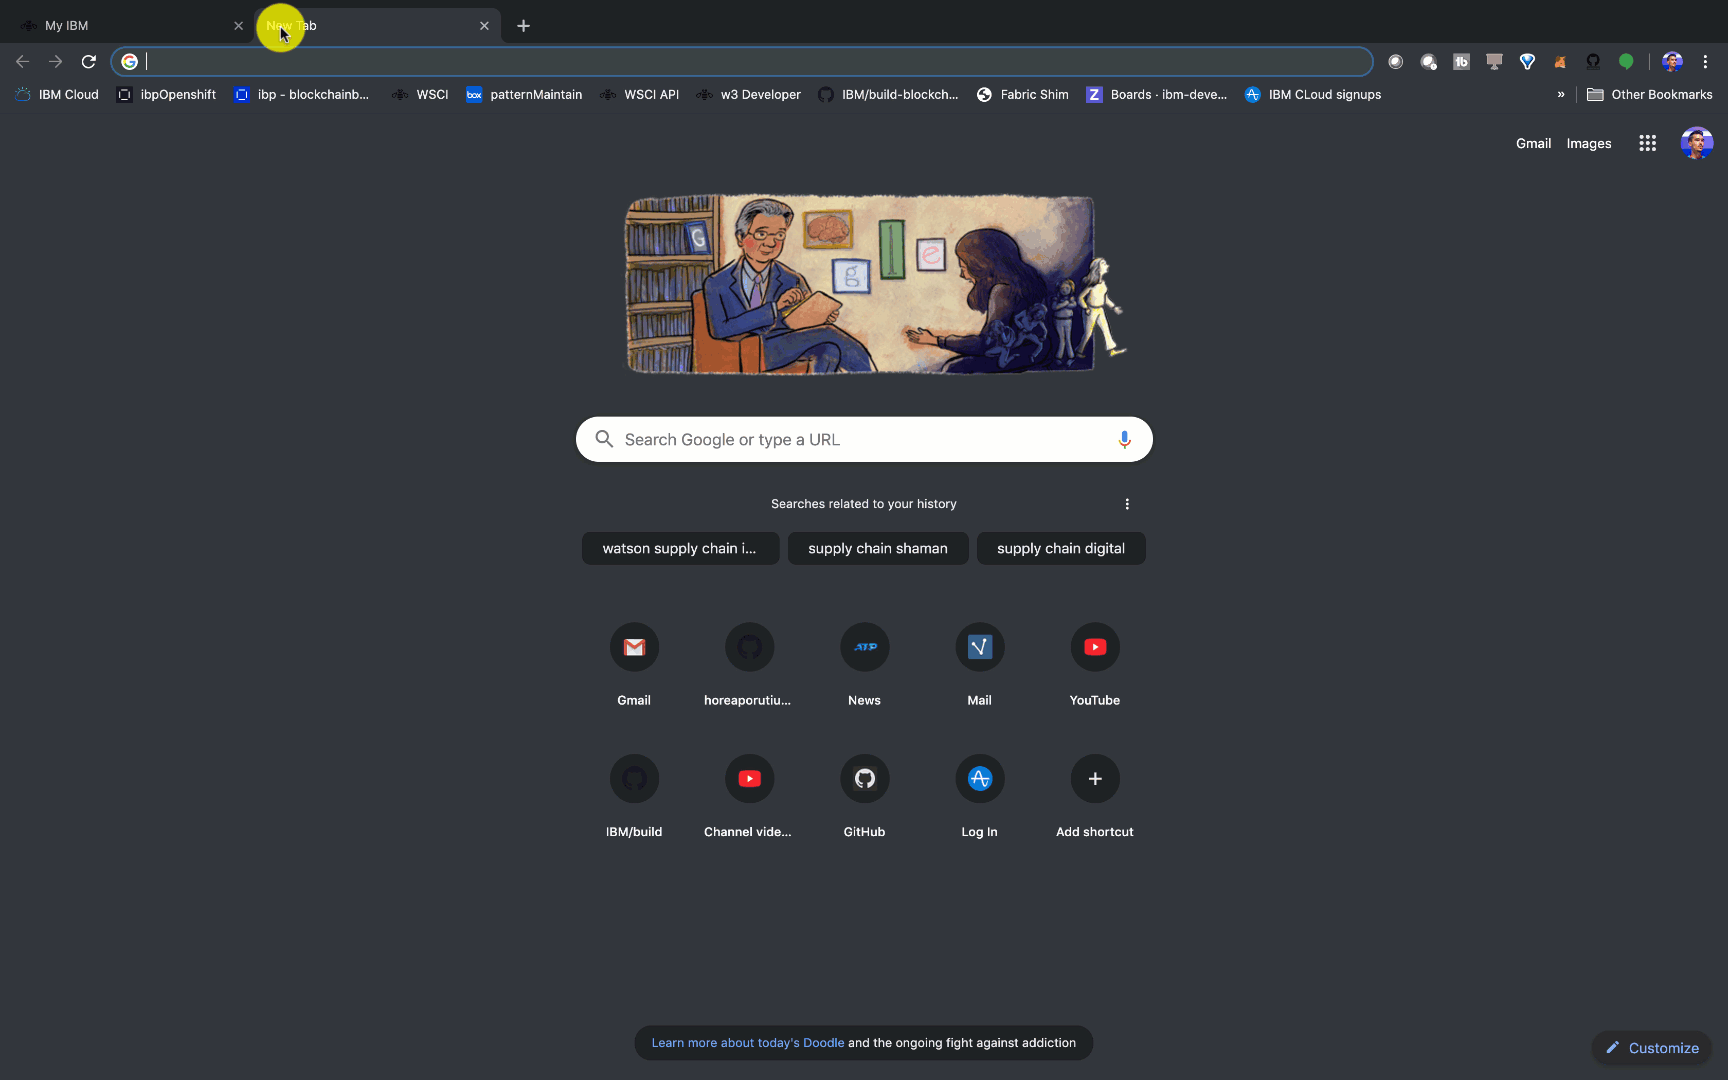 My IBM
New Tab
IBM Cloud
ibpOpenshift
ibp - blockchainb...
WSCI
box
patternMaintain
WSCI API
w3 Developer
IBM/build-blockch...
Fabric Shim
Z
Boards · ibm-deve...
IBM CLoud signups
»
Other Bookmarks
tb
Gmail
Images
G
g
l
e
Search Google or type a URL
Searches related to your history
watson supply chain i...
supply chain shaman
supply chain digital
ATP
Gmail
horeaporutiu...
News
Mail
YouTube
IBM/build
Channel vide...
GitHub
Log In
Add shortcut
Learn more about today's Doodle and the ongoing fight against addiction
Customize